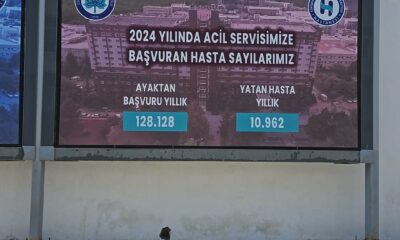 2024 YILINDA ACİL SERVİSİMİZE
BAŞVURAN HASTA SAYILARIMIZ
AYAKTAN
BAŞVURU YILLIK
128.128
YATAN HASTA
YILLIK
10.962